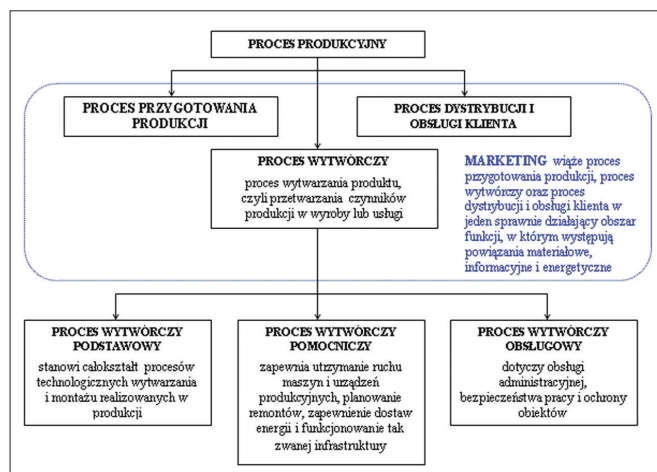 PROCES PRODUKCYJNY
PROCES PRZYGOTOWANIA
PRODUKCJI
PROCES DYSTRYBUCJI I
OBSŁUGI KLIENTA
PROCES WYTWÓRCZY
proces wytwarzania produktu,
czyli przetwarzania czynników
produkcji w wyroby lub usługi
MARKETING wiąże proces
przygotowania produkcji, proces
wytwórczy oraz proces
dystrybucji i obsługi klienta w
jeden sprawnie działający obszar
funkcji, w którym występują
powiązania materiałowe,
informacyjne i energetyczne
PROCES WYTWÓRCZY
PODSTAWOWY
stanowi całokształt procesów
technologicznych wytwarzania
i montażu realizowanych w
produkcji
PROCES WYTWÓRCZY
POMOCNICZY
zapewnia utrzymanie ruchu
maszyn i urządzeń
produkcyjnych, planowanie
remontów, zapewnienie dostaw
energii i funkcjonowanie tak
zwanej infrastruktury
PROCES WYTWÓRCZY
OBSŁUGOWY
dotyczy obsługi
administracyjnej,
bezpieczeństwa pracy i ochrony
obiektów